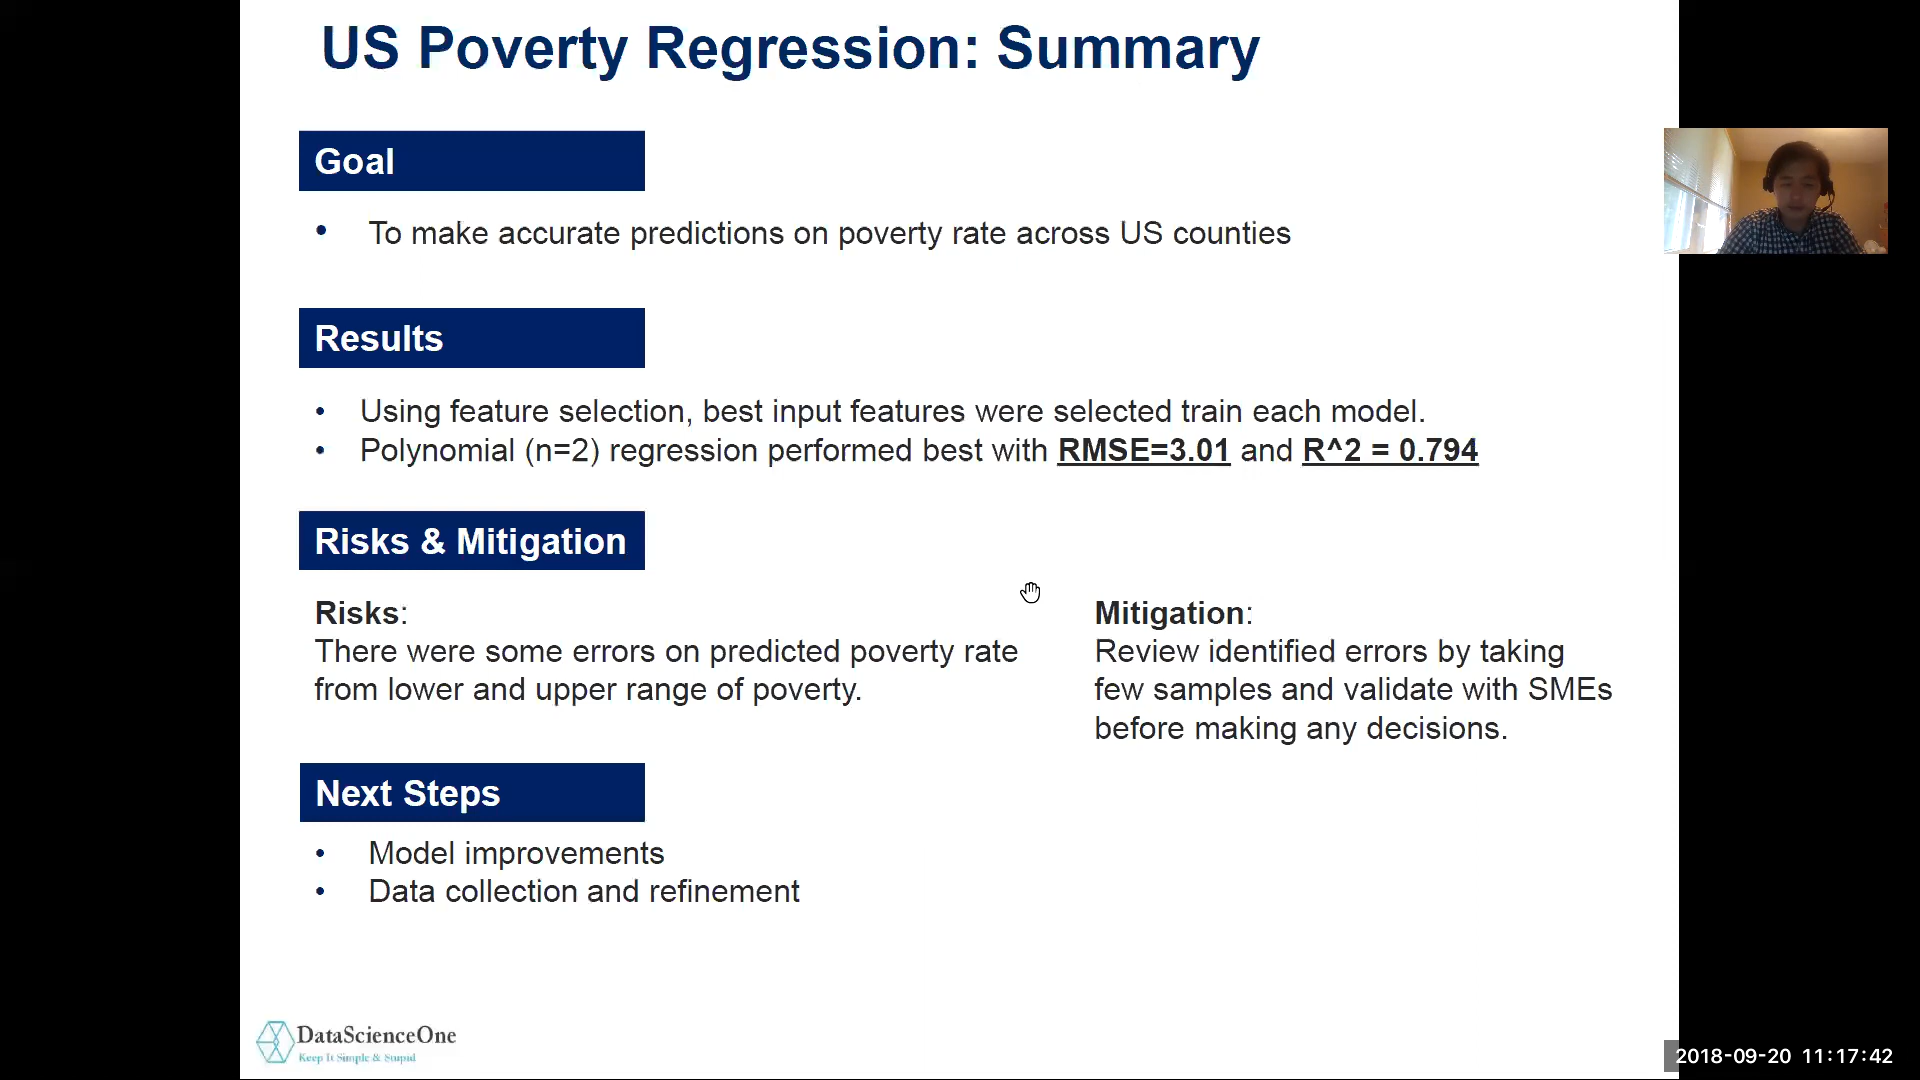 US Poverty Regression: Summary
Goal
• To make accurate predictions on poverty rate across US counties
Results
• Using feature selection, best input features were selected train each model.
• Polynomial (n=2) regression performed best with RMSE=3.01 and R^2 = 0.794
Risks & Mitigation
Risks:
There were some errors on predicted poverty rate
from lower and upper range of poverty.
Mitigation:
Review identified errors by taking
few samples and validate with SMEs
before making any decisions.
Next Steps
• Model improvements
• Data collection and refinement
DataScienceOne
Keep It Simple & Stupid
2018-09-20 11:17:42